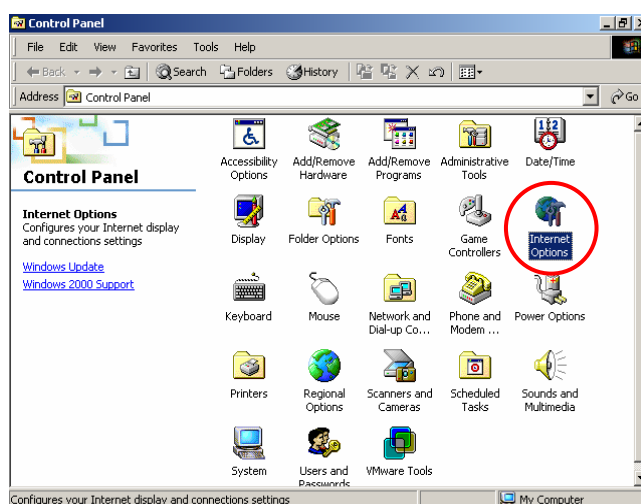 Control Panel
File Edit View Favorites Tools Help
Back Search Folders History
Address Control Panel Go
Control Panel
Internet Options
Configures your Internet display
and connections settings
Windows Update
Windows 2000 Support
Accessibility Add/Remove Add/Remove Administrative Date/Time
Options Hardware Programs Tools
Display Folder Options Fonts Game Internet
Controllers Options
Keyboard Mouse Network and Phone and Power Options
Dial-up Co... Modem ...
Printers Regional Scanners and Scheduled Sounds and
Options Cameras Tasks Multimedia
System Users and VMware Tools
Passwords
Configures your Internet display and connections settings My Computer